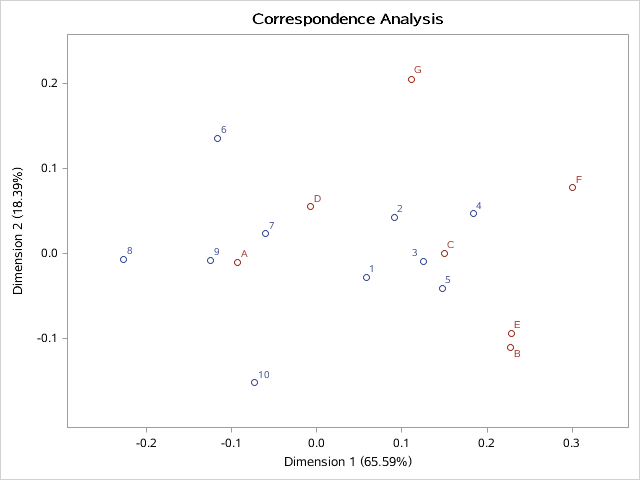 Correspondence Analysis
G
0.2
6
F
0.1
D
2
4
7
C
8
9
A
3
0.0
1
5
E
-0.1
B
10
Dimension 2 (18.39%)
-0.2
-0.1
0.0
0.1
0.2
0.3
Dimension 1 (65.59%)